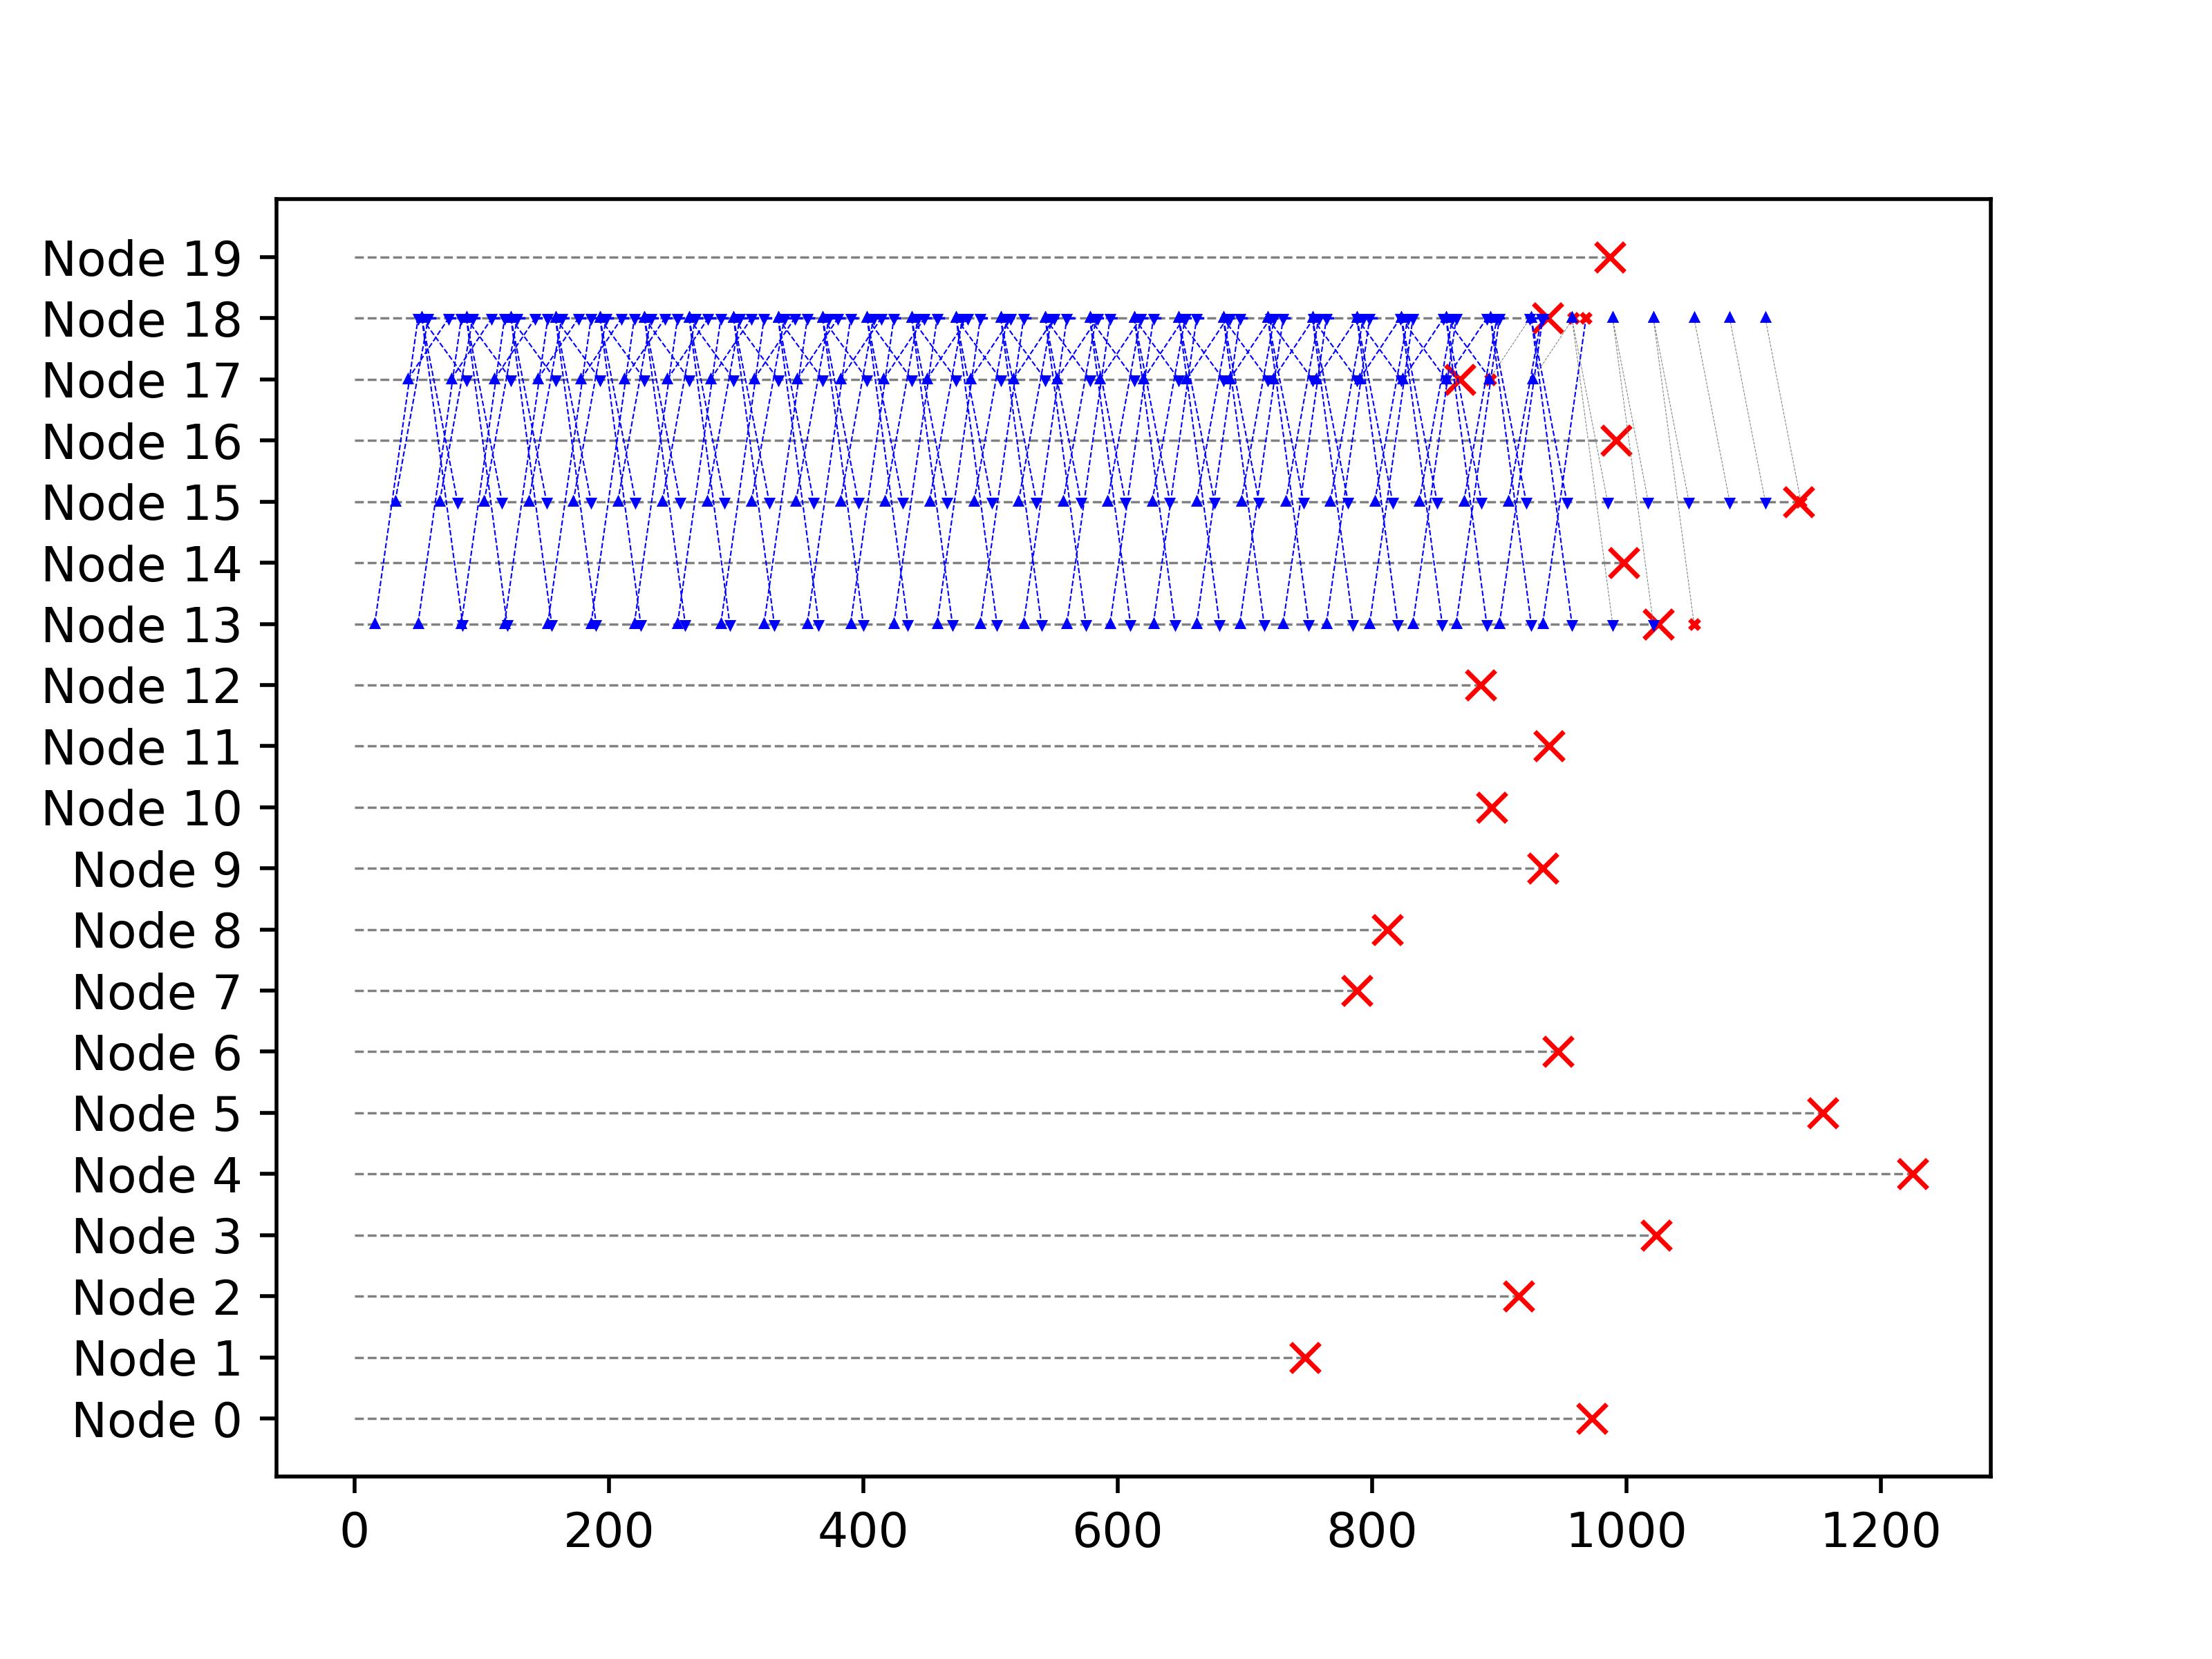 Node 19
Node 18
Node 17
Node 16
Node 15
Node 14
Node 13
Node 12
Node 11
Node 10
Node 9
Node 8
Node 7
Node 6
Node 5
Node 4
Node 3
Node 2
Node 1
Node 0
0 200 400 600 800 1000 1200